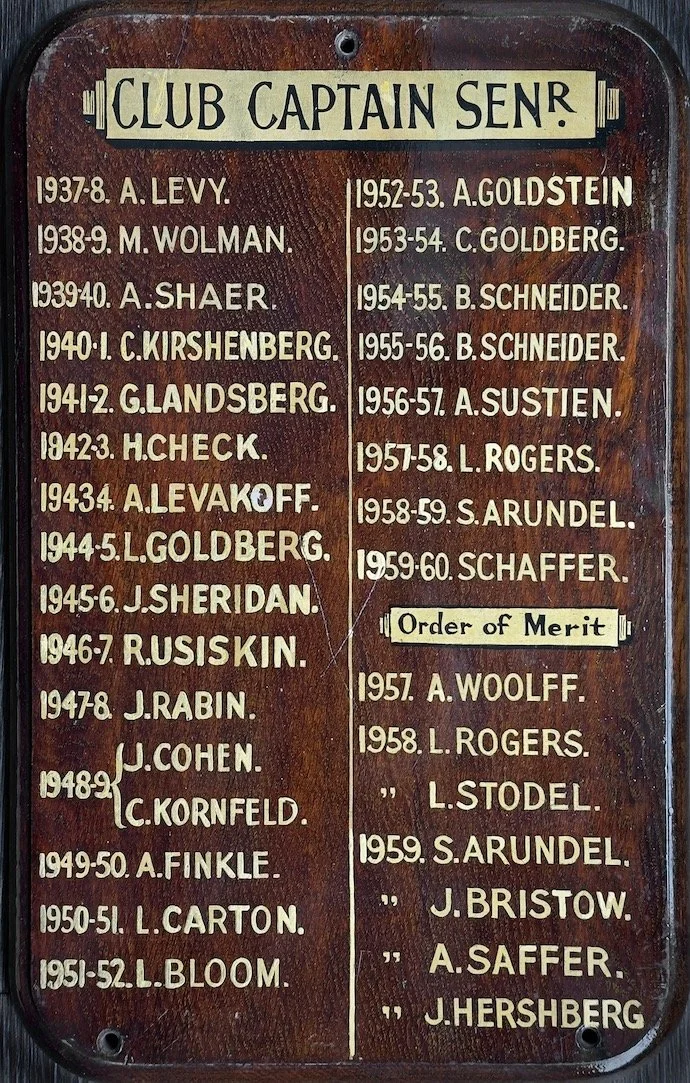 CLUB CAPTAIN SENR.
1937-8. A. LEVY.
1938-9. M. WOLMAN.
1939-40. A. SHAER.
1940-1. C. KIRSHENBERG.
1941-2. G. LANDSBERG.
1942-3. H. CHECK.
1943-4. A. LEVAKOFF.
1944-5. L. GOLDBERG.
1945-6. J. SHERIDAN.
1946-7. R. USISKIN.
1947-8. J. RABIN.
1948-9. { J. COHEN.
C. KORNFELD.
1949-50. A. FINKLE.
1950-51. L. CARTON.
1951-52. L. BLOOM.
1952-53. A. GOLDSTEIN
1953-54. C. GOLDBERG.
1954-55. B. SCHNEIDER.
1955-56. B. SCHNEIDER.
1956-57. A. SUSTIEN.
1957-58. L. ROGERS.
1958-59. S. ARUNDEL.
1959-60. SCHAFFER.
Order of Merit
1957. A. WOOLFF.
1958. L. ROGERS.
" L. STODEL.
1959. S. ARUNDEL.
" J. BRISTOW.
" A. SAFFER.
" J. HERSHBERG